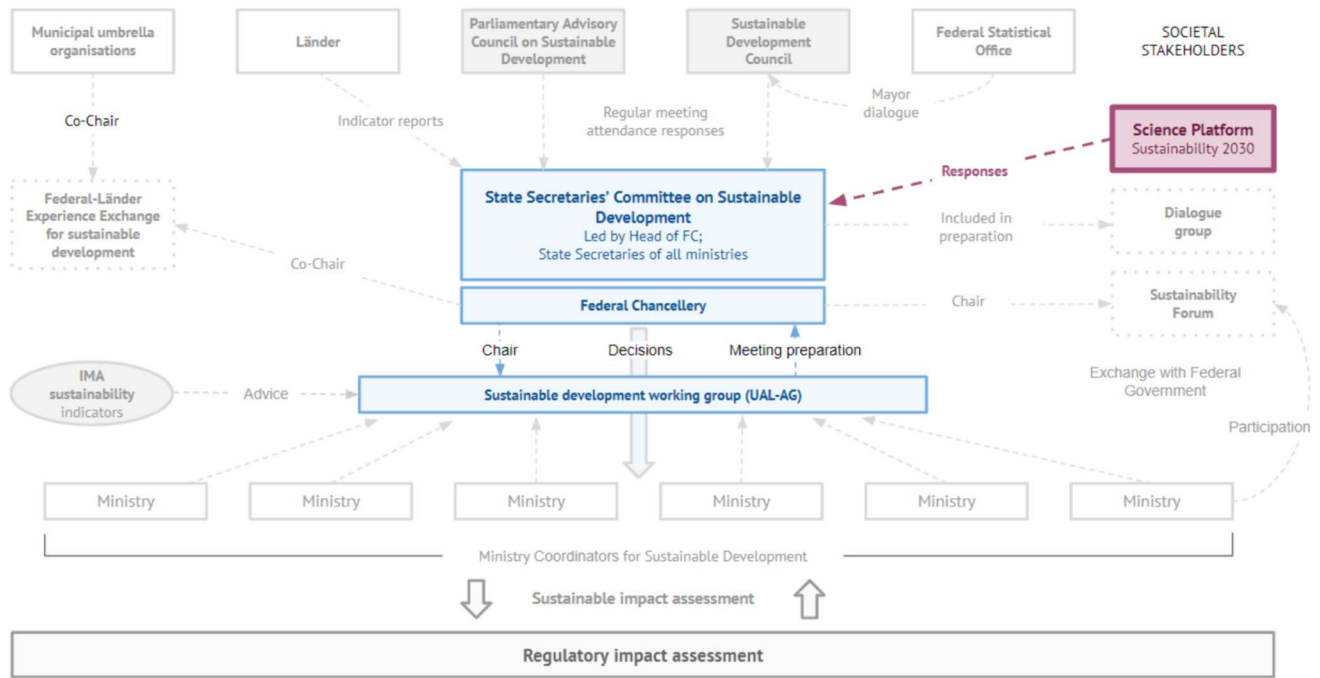 Municipal umbrella
organisations
Länder
Parliamentary Advisory
Council on Sustainable
Development
Sustainable
Development
Council
Federal Statistical
Office
SOCIETAL
STAKEHOLDERS
Co-Chair
Indicator reports
Regular meeting
attendance responses
Mayor
dialogue
Science Platform
Sustainability 2030
Responses
Federal-Länder
Experience Exchange
for sustainable
development
State Secretaries' Committee on Sustainable
Development
Led by Head of FC;
State Secretaries of all ministries
Included in
preparation
Dialogue
group
Co-Chair
Federal Chancellery
Chair
Sustainability
Forum
Chair
Decisions
Meeting preparation
IMA
sustainability
indicators
Advice
Sustainable development working group (UAL-AG)
Exchange with Federal
Government
Participation
Ministry
Ministry
Ministry
Ministry
Ministry
Ministry
Ministry Coordinators for Sustainable Development
Sustainable impact assessment
Regulatory impact assessment